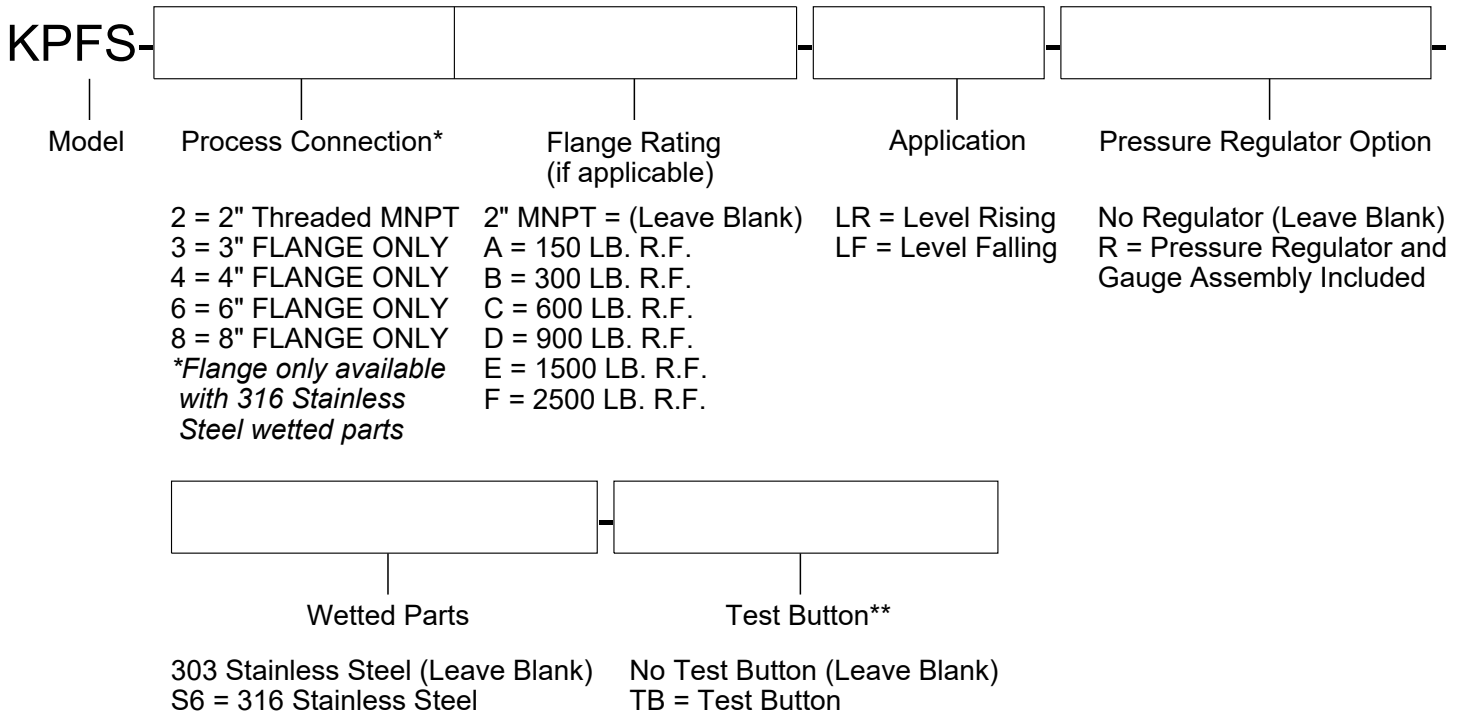 KPFS-
Model
Process Connection*
2 = 2" Threaded MNPT
3 = 3" FLANGE ONLY
4 = 4" FLANGE ONLY
6 = 6" FLANGE ONLY
8 = 8" FLANGE ONLY
*Flange only available
with 316 Stainless
Steel wetted parts
Flange Rating
(if applicable)
2" MNPT = (Leave Blank)
A = 150 LB. R.F.
B = 300 LB. R.F.
C = 600 LB. R.F.
D = 900 LB. R.F.
E = 1500 LB. R.F.
F = 2500 LB. R.F.
Application
LR = Level Rising
LF = Level Falling
Pressure Regulator Option
No Regulator (Leave Blank)
R = Pressure Regulator and
Gauge Assembly Included
Wetted Parts
303 Stainless Steel (Leave Blank)
S6 = 316 Stainless Steel
Test Button**
No Test Button (Leave Blank)
TB = Test Button